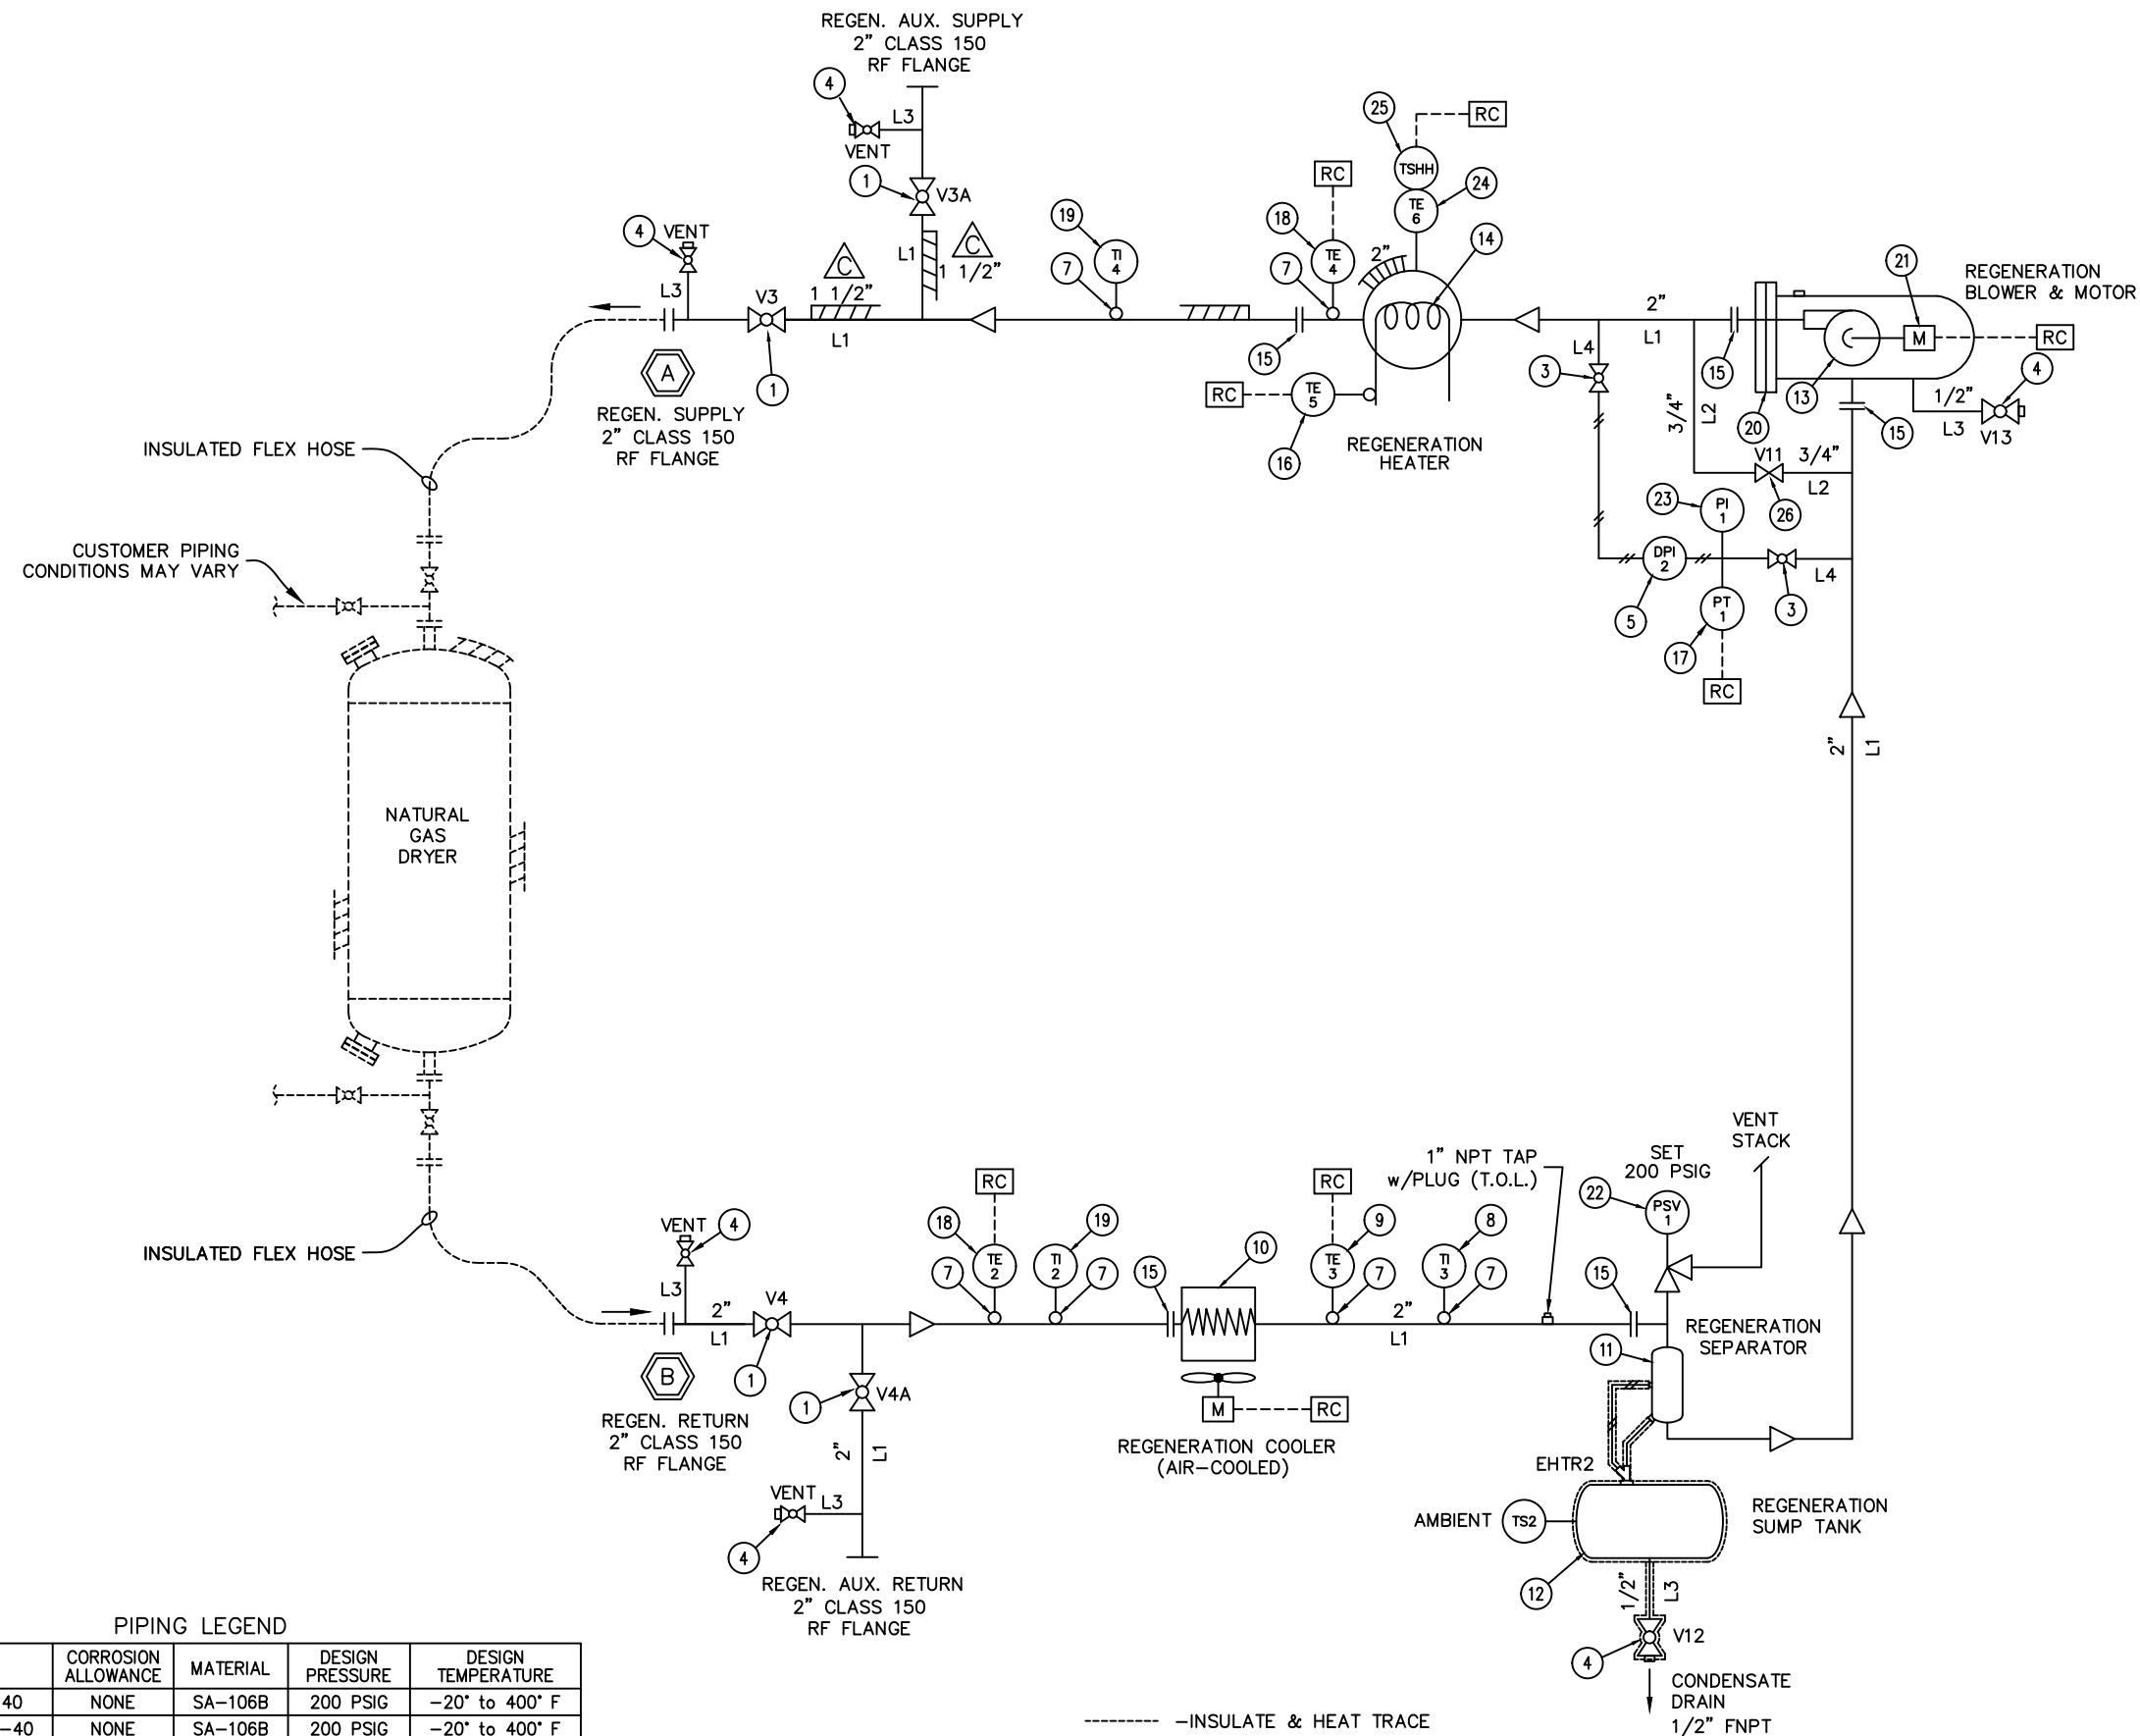 REGEN. AUX. SUPPLY
2" CLASS 150
RF FLANGE
4
L3
VENT
1
V3A
4
VENT
L1
C
1 1/2"
C
1 1/2"
L3
V3
L1
1
A
REGEN. SUPPLY
2" CLASS 150
RF FLANGE
19
TI
4
7
25
RC
TSHH
RC
TE
6
24
18
TE
4
7
2"
14
15
RC
TE
5
16
REGENERATION
HEATER
2"
L1
L4
3
3/4"
L2
15
21
REGENERATION
BLOWER & MOTOR
M
RC
13
20
4
1/2"
L3
V13
15
V11
3/4"
L2
26
23
PI
1
DPI
2
5
PT
1
17
RC
3
L4
2"
L1
INSULATED FLEX HOSE
CUSTOMER PIPING
CONDITIONS MAY VARY
NATURAL
GAS
DRYER
INSULATED FLEX HOSE
VENT
4
L3
2"
L1
V4
1
B
REGEN. RETURN
2" CLASS 150
RF FLANGE
1
V4A
2"
L1
VENT
L3
4
REGEN. AUX. RETURN
2" CLASS 150
RF FLANGE
RC
18
TE
2
7
19
TI
2
7
15
10
M
RC
REGENERATION COOLER
(AIR-COOLED)
RC
9
TE
3
7
8
TI
3
7
2"
L1
1" NPT TAP
w/PLUG (T.O.L.)
15
SET
200 PSIG
22
PSV
1
VENT
STACK
REGENERATION
SEPARATOR
11
EHTR2
AMBIENT
TS2
REGENERATION
SUMP TANK
12
1/2"
L3
V12
4
CONDENSATE
DRAIN
1/2" FNPT
PIPING LEGEND
CORROSION ALLOWANCE MATERIAL DESIGN PRESSURE DESIGN TEMPERATURE
40 NONE SA-106B 200 PSIG -20° to 400° F
-40 NONE SA-106B 200 PSIG -20° to 400° F
-INSULATE & HEAT TRACE